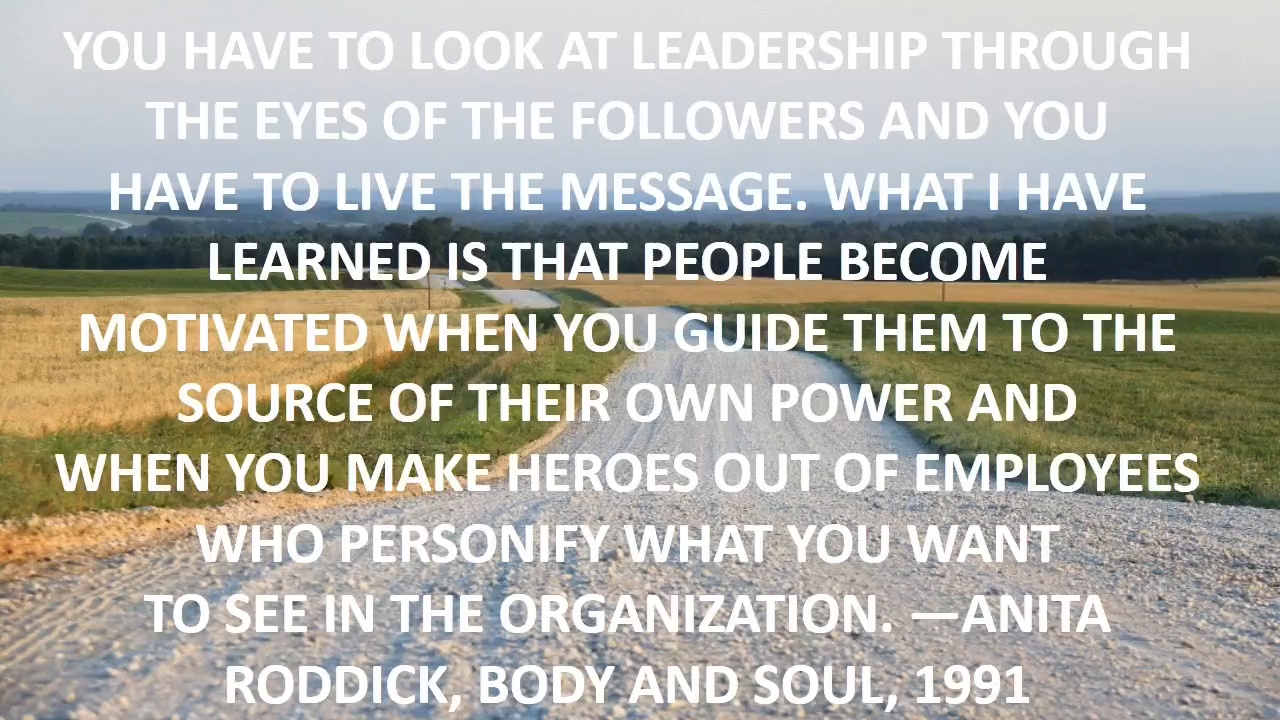 YOU HAVE TO LOOK AT LEADERSHIP THROUGH
THE EYES OF THE FOLLOWERS AND YOU
HAVE TO LIVE THE MESSAGE. WHAT I HAVE
LEARNED IS THAT PEOPLE BECOME
MOTIVATED WHEN YOU GUIDE THEM TO THE
SOURCE OF THEIR OWN POWER AND
WHEN YOU MAKE HEROES OUT OF EMPLOYEES
WHO PERSONIFY WHAT YOU WANT
TO SEE IN THE ORGANIZATION. —ANITA
RODDICK, BODY AND SOUL, 1991